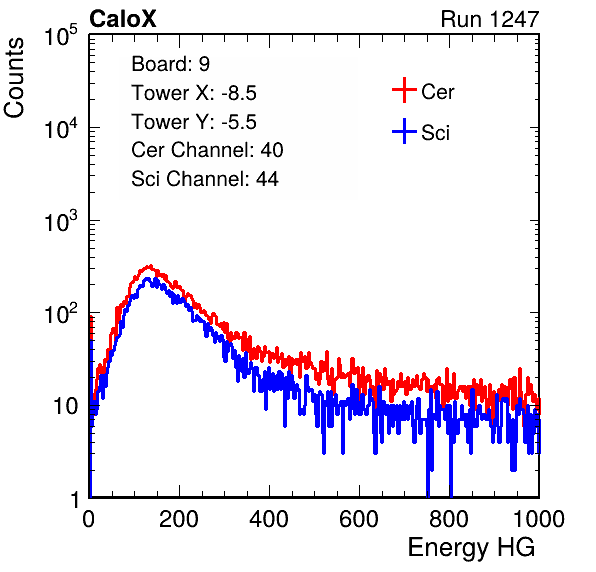 CaloX Run 1247
Counts
Board: 9
Tower X: -8.5
Tower Y: -5.5
Cer Channel: 40
Sci Channel: 44
Cer
Sci
10^5
10^4
10^3
10^2
10
1
0 200 400 600 800 1000
Energy HG